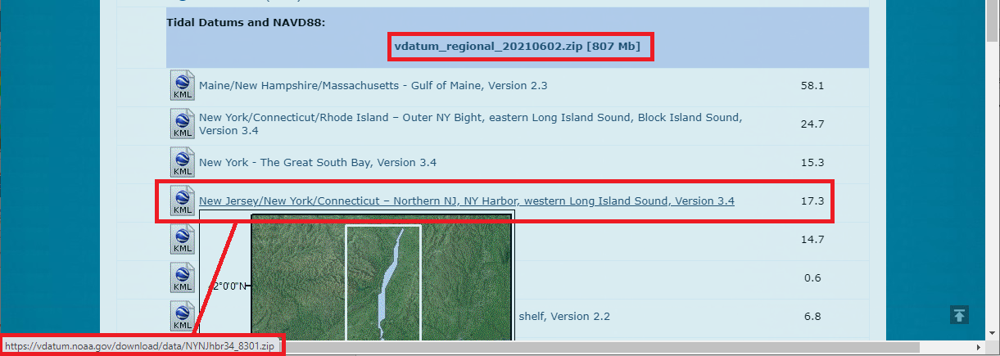 Tidal Datums and NAVD88:
vdatum_regional_20210602.zip [807 Mb]
KML Maine/New Hampshire/Massachusetts - Gulf of Maine, Version 2.3 58.1
KML New York/Connecticut/Rhode Island – Outer NY Bight, eastern Long Island Sound, Block Island Sound, 24.7
Version 3.4
KML New York - The Great South Bay, Version 3.4 15.3
KML New Jersey/New York/Connecticut – Northern NJ, NY Harbor, western Long Island Sound, Version 3.4 17.3
KML 14.7
KML 2°0'0"N 0.6
KML shelf, Version 2.2 6.8
https://vdatum.noaa.gov/download/data/NYNJhbr34_8301.zip